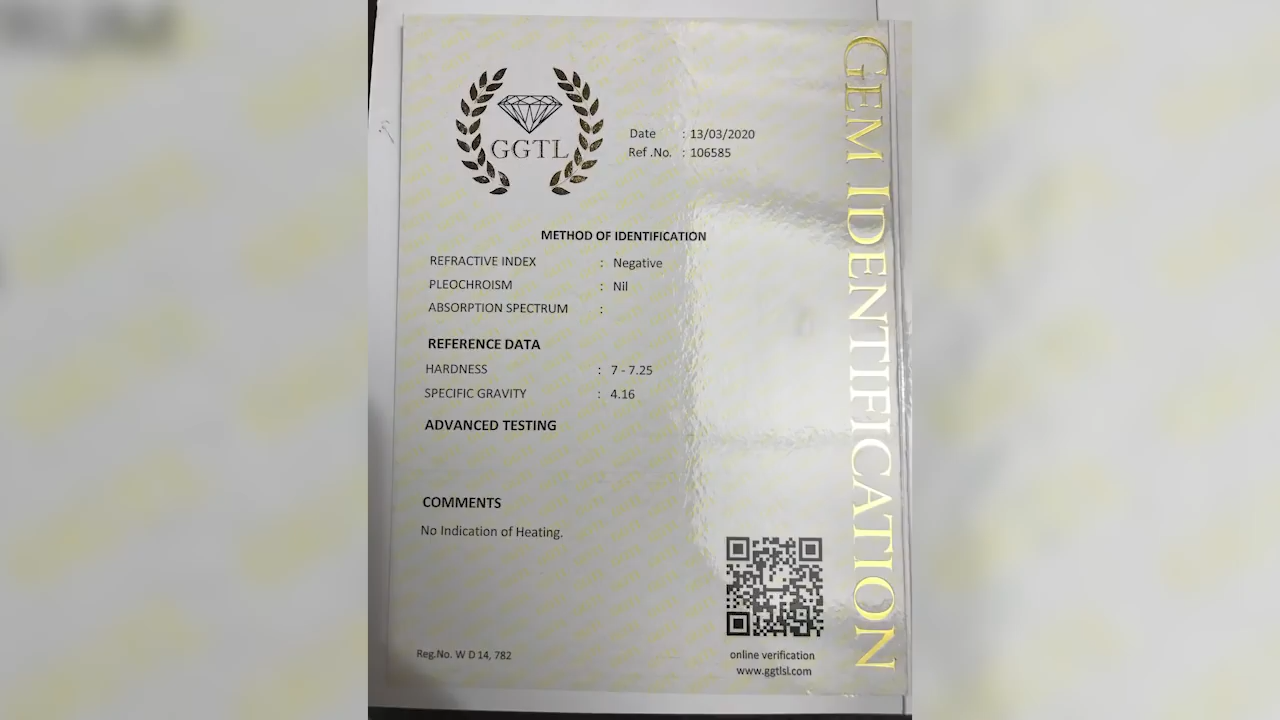 GGTL
Date : 13/03/2020
Ref .No. : 106585
METHOD OF IDENTIFICATION
REFRACTIVE INDEX : Negative
PLEOCHROISM : Nil
ABSORPTION SPECTRUM :
REFERENCE DATA
HARDNESS : 7 - 7.25
SPECIFIC GRAVITY : 4.16
ADVANCED TESTING
COMMENTS
No Indication of Heating.
Reg.No. W D 14, 782
online verification
www.ggtlsl.com
GEM IDENTIFICATION